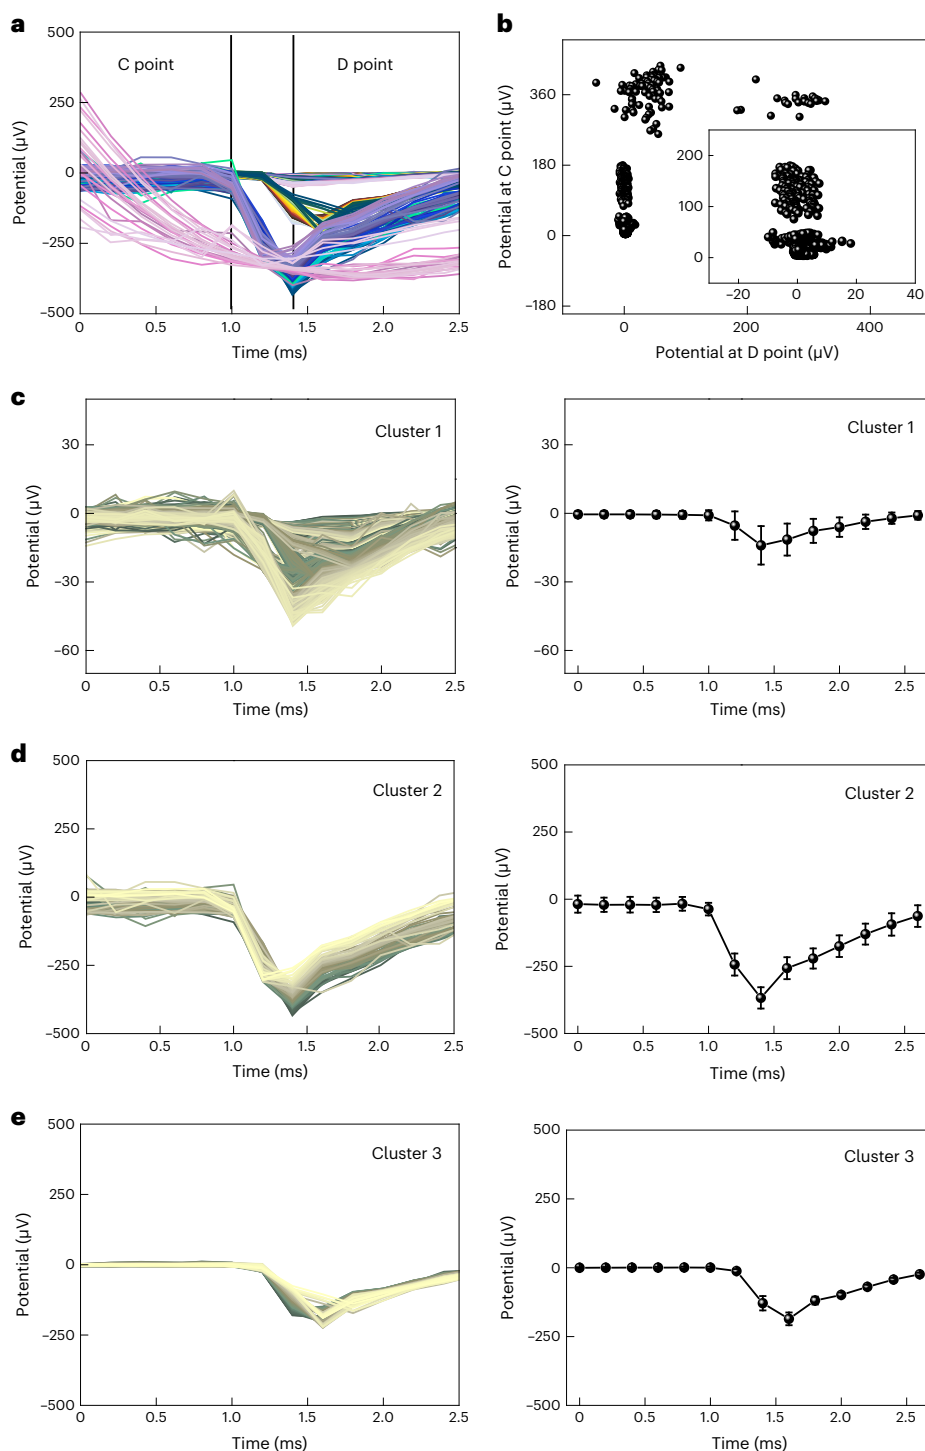 a
500
250
0
−250
−500
Potential (µV)
C point
D point
0 0.5 1.0 1.5 2.0 2.5
Time (ms)
b
360
180
0
−180
Potential at C point (µV)
200
100
0
−20 0 20 40
0 200 400
Potential at D point (µV)
c
30
0
−30
−60
Potential (µV)
Cluster 1
0 0.5 1.0 1.5 2.0 2.5
Time (ms)
30
0
−30
−60
Potential (µV)
Cluster 1
0 0.5 1.0 1.5 2.0 2.5
Time (ms)
d
500
250
0
−250
−500
Potential (µV)
Cluster 2
0 0.5 1.0 1.5 2.0 2.5
Time (ms)
500
250
0
−250
−500
Potential (µV)
Cluster 2
0 0.5 1.0 1.5 2.0 2.5
Time (ms)
e
500
250
0
−250
−500
Potential (µV)
Cluster 3
0 0.5 1.0 1.5 2.0 2.5
Time (ms)
500
250
0
−250
−500
Potential (µV)
Cluster 3
0 0.5 1.0 1.5 2.0 2.5
Time (ms)